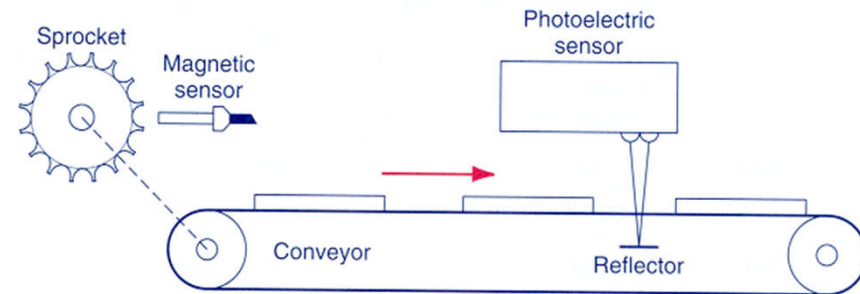 Sprocket
Magnetic
sensor
Photoelectric
sensor
Conveyor
Reflector